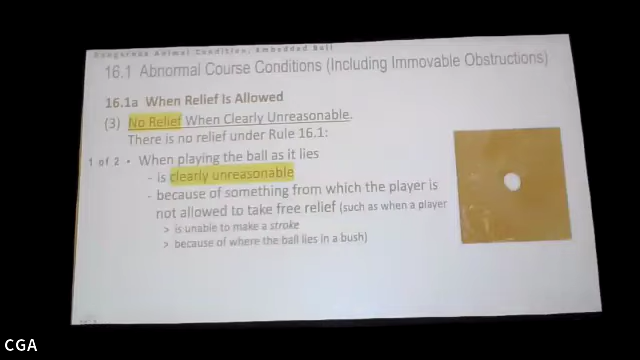 Dangerous Animal Condition, Embedded Ball
16.1 Abnormal Course Conditions (Including Immovable Obstructions)
16.1a When Relief Is Allowed
(3) No Relief When Clearly Unreasonable.
There is no relief under Rule 16.1:
1 of 2 • When playing the ball as it lies
- is clearly unreasonable
- because of something from which the player is
not allowed to take free relief (such as when a player
> is unable to make a stroke
> because of where the ball lies in a bush)
CGA